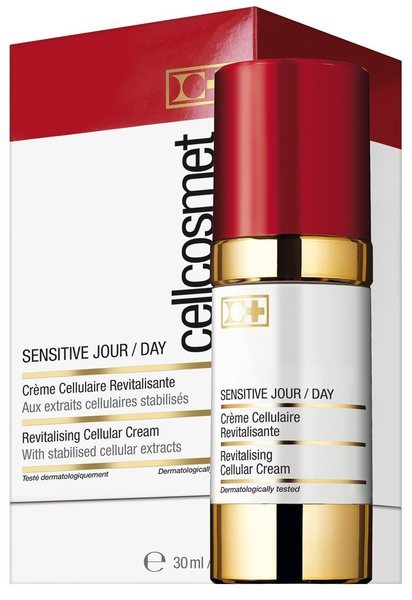 cellcosmet
SENSITIVE JOUR / DAY
Crème Cellulaire Revitalisante
Aux extraits cellulaires stabilisés
Revitalising Cellular Cream
With stabilised cellular extracts
Testé dermatologiquement Dermatologically
℮ 30 ml /
SENSITIVE JOUR / DAY
Crème Cellulaire
Revitalisante
Revitalising
Cellular Cream
Dermatologically tested